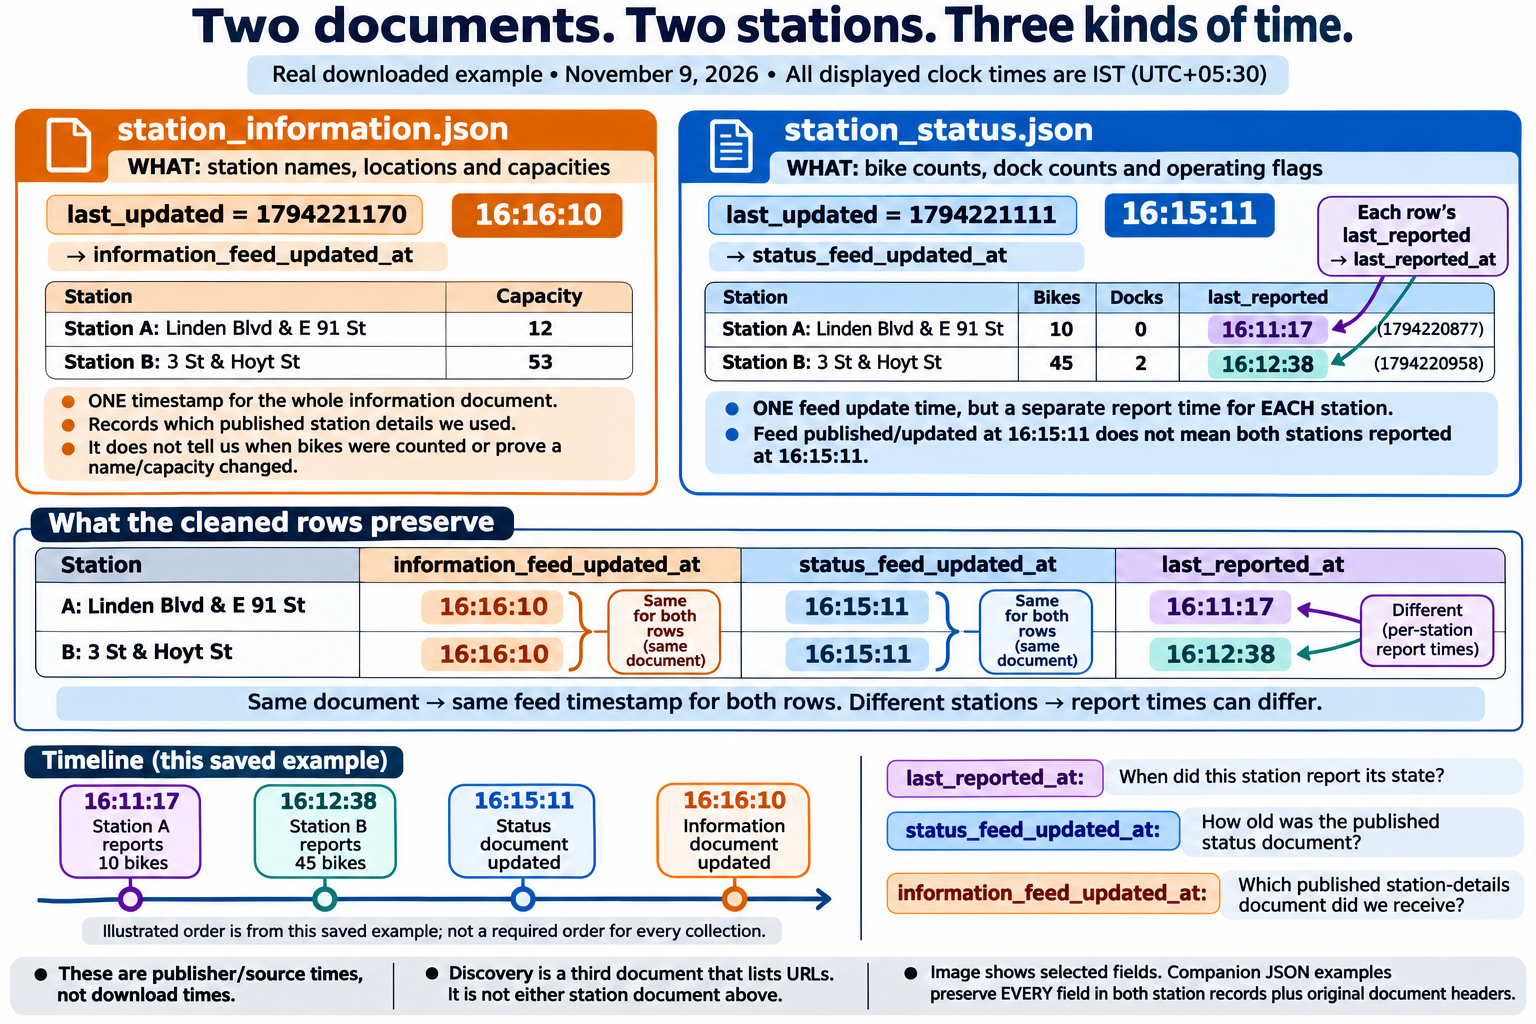 Two documents. Two stations. Three kinds of time.
Real downloaded example • November 9, 2026 • All displayed clock times are IST (UTC+05:30)
station_information.json
WHAT: station names, locations and capacities
last_updated = 1794221170
16:16:10
→ information_feed_updated_at
Station Capacity
Station A: Linden Blvd & E 91 St 12
Station B: 3 St & Hoyt St 53
● ONE timestamp for the whole information document.
● Records which published station details we used.
● It does not tell us when bikes were counted or prove a
name/capacity changed.
station_status.json
WHAT: bike counts, dock counts and operating flags
last_updated = 1794221111
16:15:11
→ status_feed_updated_at
Each row's
last_reported
→ last_reported_at
Station Bikes Docks last_reported
Station A: Linden Blvd & E 91 St 10 0 16:11:17 (1794220877)
Station B: 3 St & Hoyt St 45 2 16:12:38 (1794220958)
● ONE feed update time, but a separate report time for EACH station.
● Feed published/updated at 16:15:11 does not mean both stations reported
at 16:15:11.
What the cleaned rows preserve
Station information_feed_updated_at status_feed_updated_at last_reported_at
A: Linden Blvd & E 91 St 16:16:10 16:15:11 16:11:17
B: 3 St & Hoyt St 16:16:10 16:15:11 16:12:38
Same
for both
rows
(same
document)
Same
for both
rows
(same
document)
Different
(per-station
report times)
Same document → same feed timestamp for both rows. Different stations → report times can differ.
Timeline (this saved example)
16:11:17
Station A
reports
10 bikes
16:12:38
Station B
reports
45 bikes
16:15:11
Status
document
updated
16:16:10
Information
document
updated
Illustrated order is from this saved example; not a required order for every collection.
last_reported_at: When did this station report its state?
status_feed_updated_at: How old was the published
status document?
information_feed_updated_at: Which published station-details
document did we receive?
● These are publisher/source times,
not download times.
● Discovery is a third document that lists URLs.
It is not either station document above.
● Image shows selected fields. Companion JSON examples
preserve EVERY field in both station records plus original document headers.